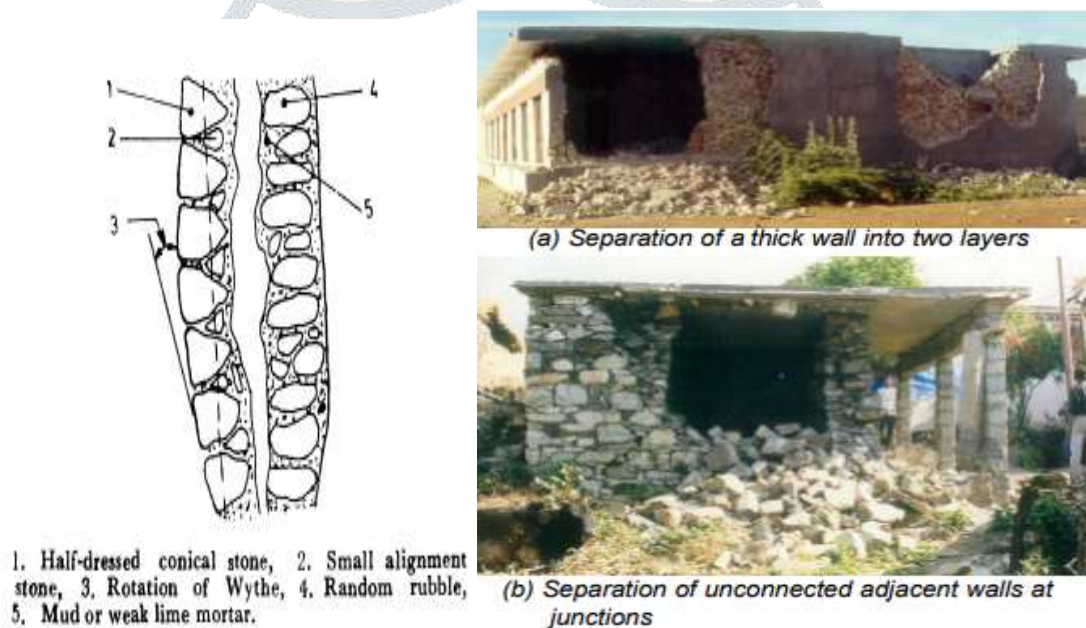 1
2
3
4
5
1. Half-dressed conical stone, 2. Small alignment
stone, 3. Rotation of Wythe, 4. Random rubble,
5. Mud or weak lime mortar.
(a) Separation of a thick wall into two layers
(b) Separation of unconnected adjacent walls at
junctions